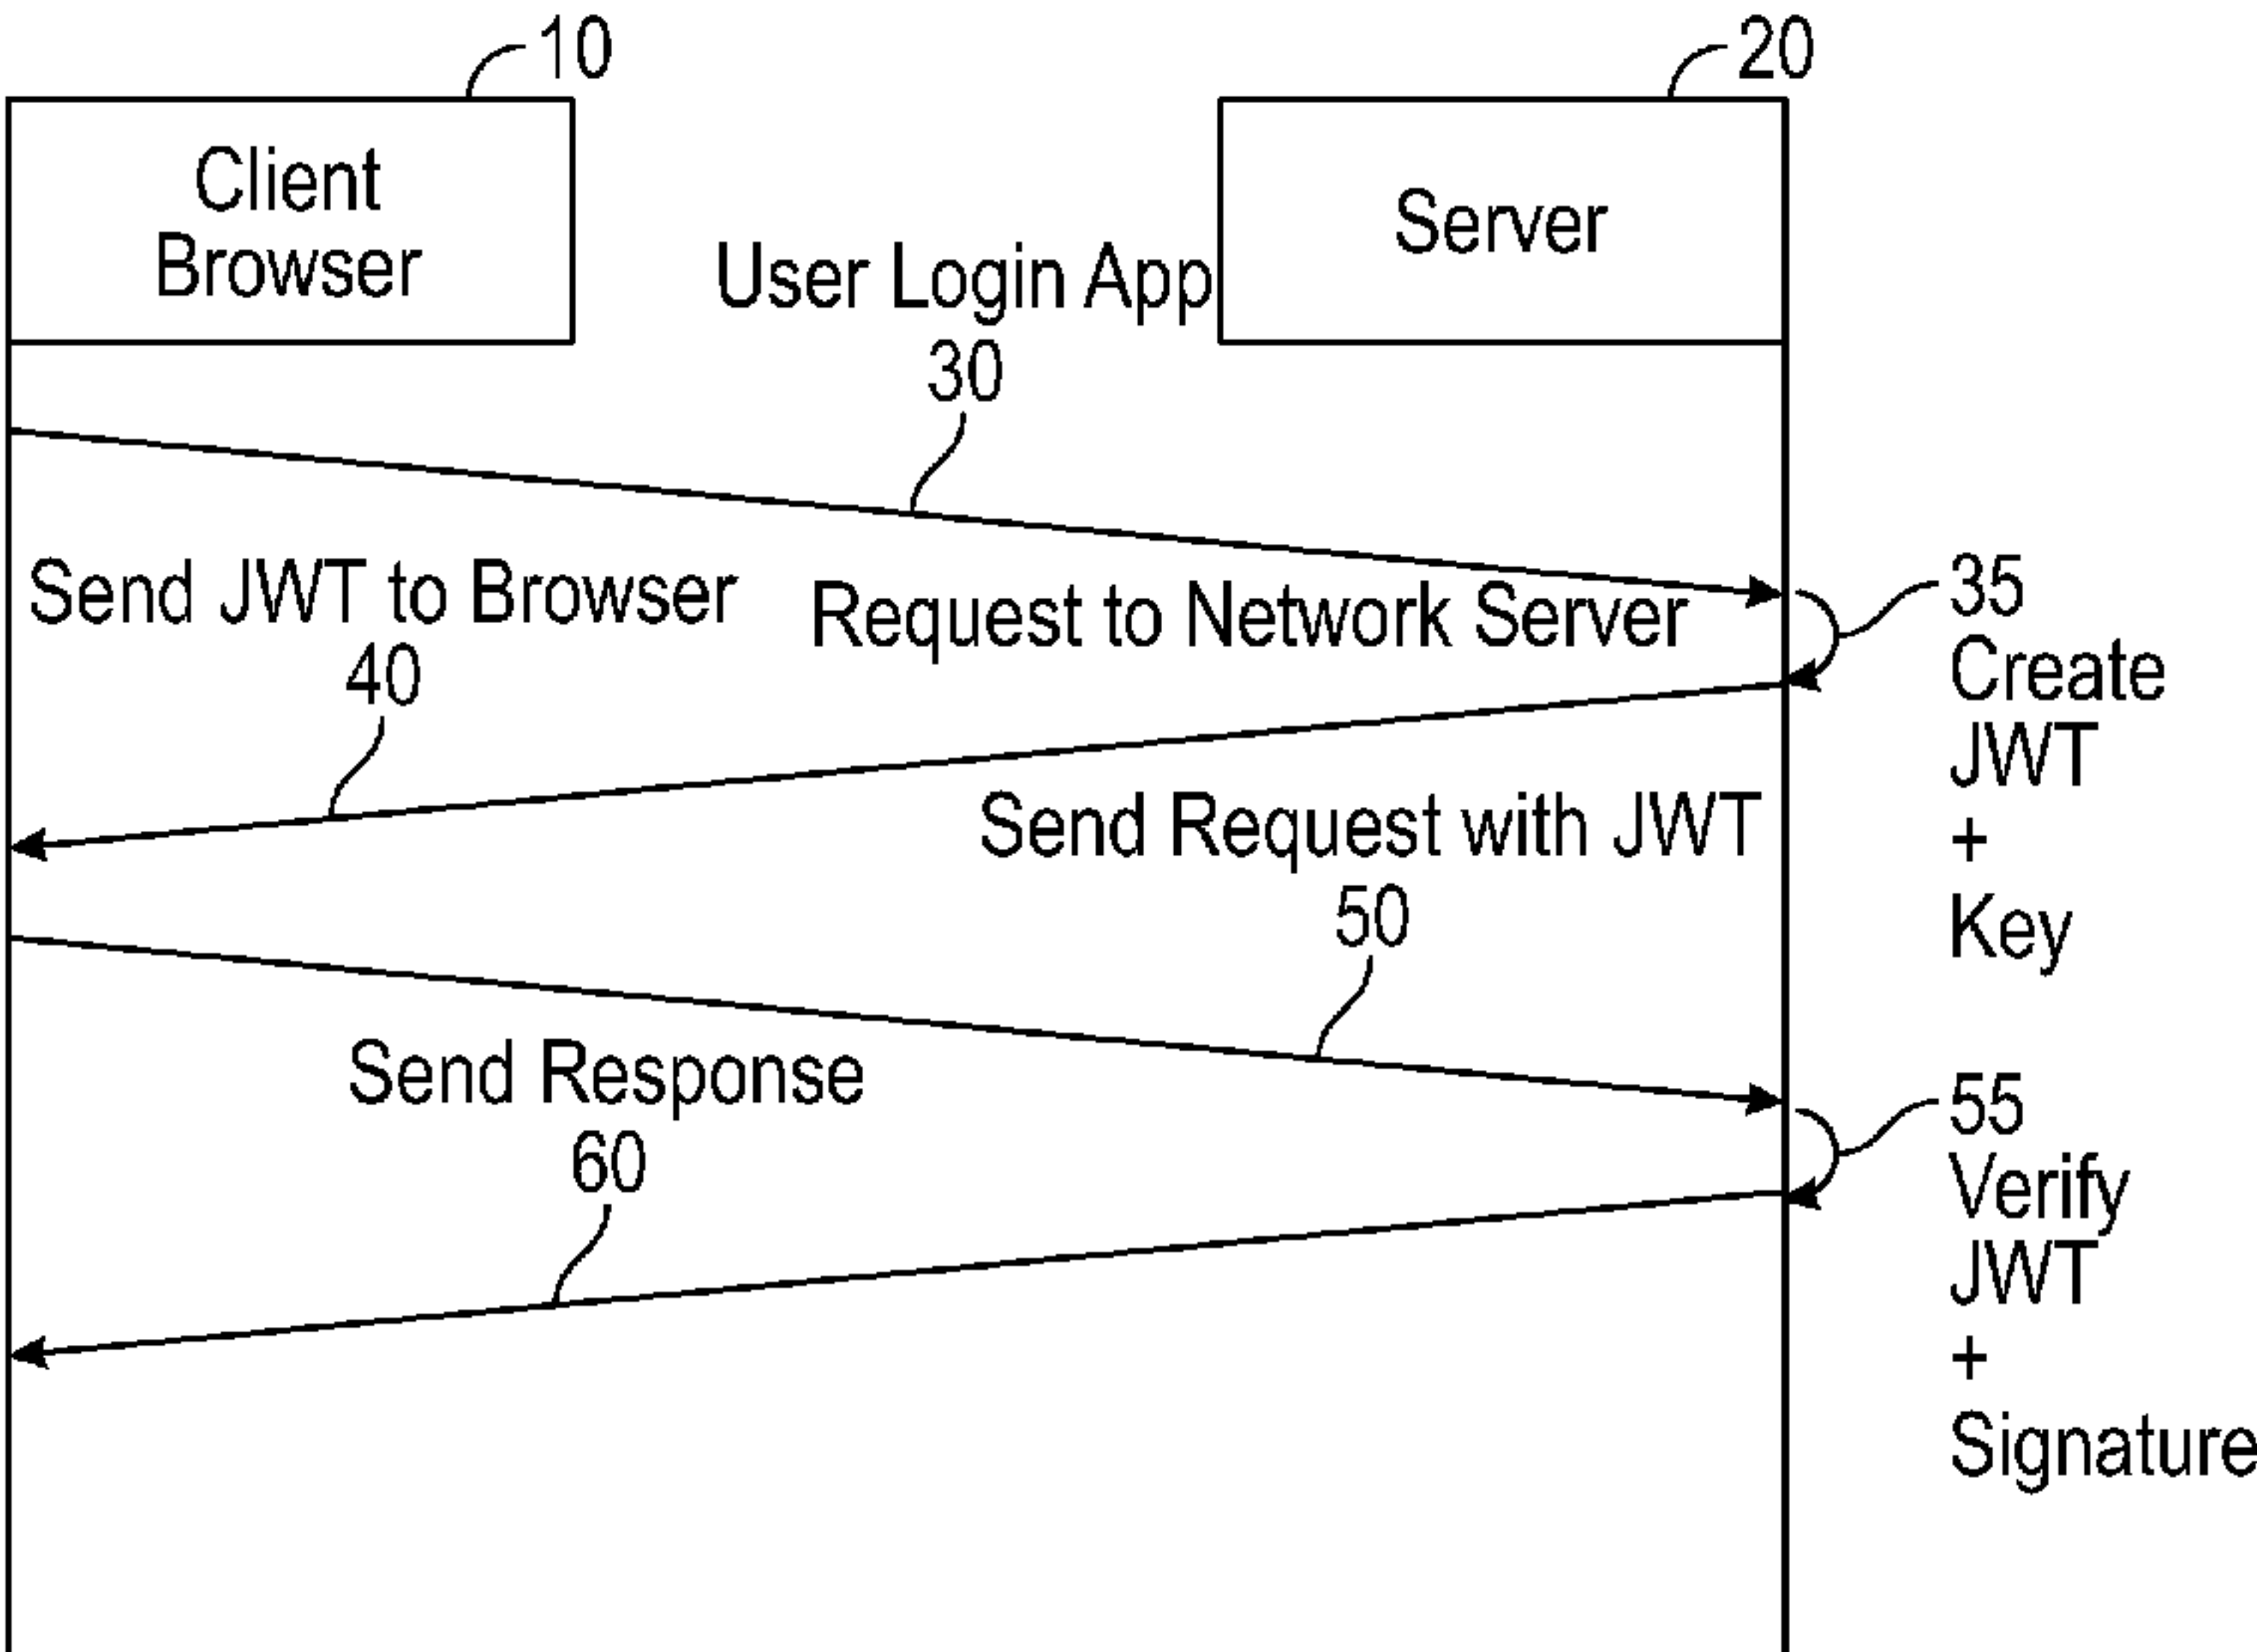 10
20
Client
Browser
Server
User Login App
30
Send JWT to Browser
40
Request to Network Server
35
Create
JWT
+
Key
Send Request with JWT
50
Send Response
60
55
Verify
JWT
+
Signature